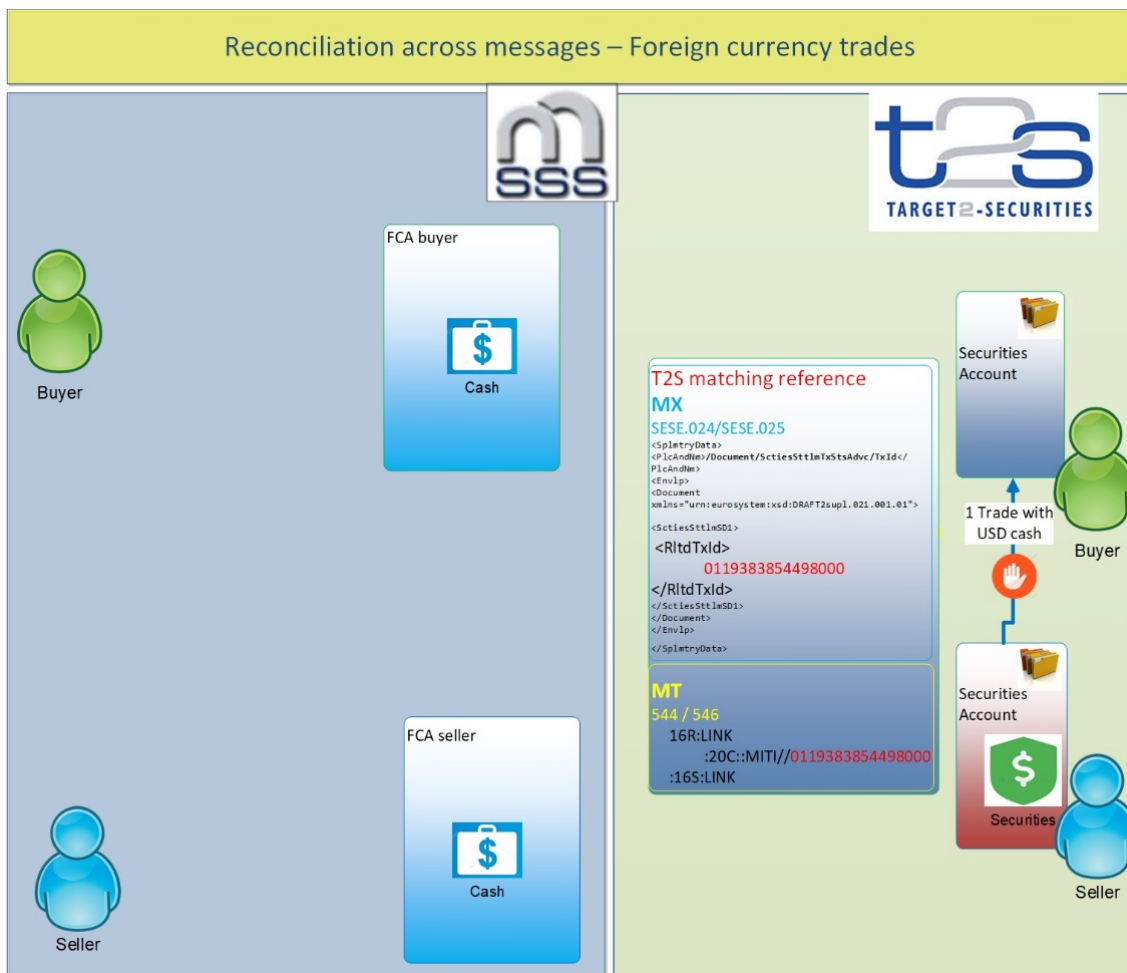 Reconciliation across messages – Foreign currency trades
sss
t2s
TARGET2-SECURITIES
FCA buyer
$
Cash
Buyer
FCA seller
$
Cash
Seller
T2S matching reference
MX
SESE.024/SESE.025
<SplmtryData>
<PlcAndNm>/Document/SctiesSttlmTxStsAdvc/TxId</
PlcAndNm>
<Envlp>
<Document
xmlns="urn:eurosystem:xsd:DRAFT2supl.021.001.01">
<SctiesSttlmSD1>
<RltdTxId>
0119383854498000
</RltdTxId>
</SctiesSttlmSD1>
</Document>
</Envlp>
</SplmtryData>
MT
544 / 546
16R:LINK
:20C::MITI//0119383854498000
:16S:LINK
Securities
Account
Buyer
1 Trade with
USD cash
Securities
Account
$
Securities
Seller